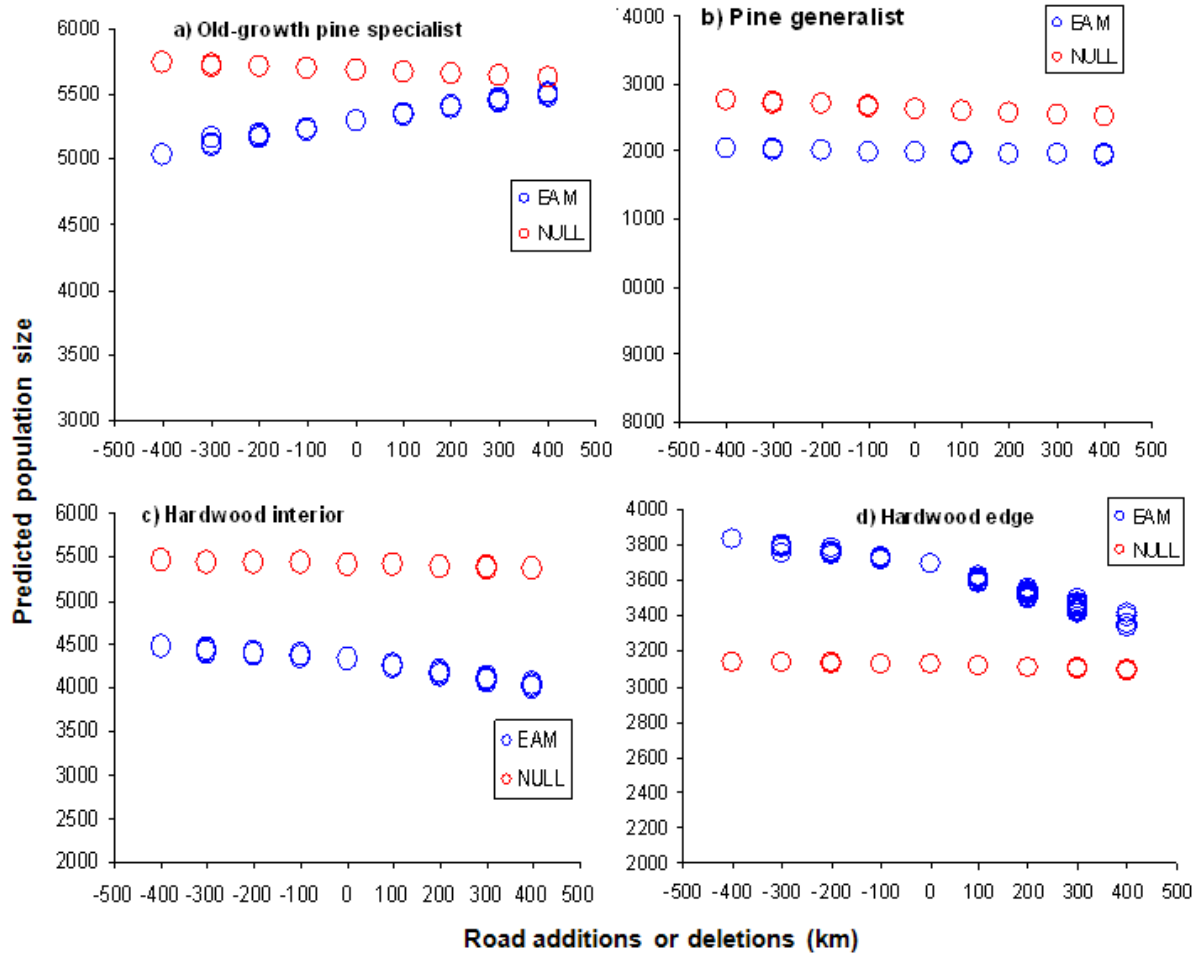 a) Old-growth pine specialist
6000
5500
5000
4500
4000
3500
3000
-500 -400 -300 -200 -100 0 100 200 300 400 500
EAM
NULL
b) Pine generalist
4000
3000
2000
1000
0000
9000
8000
-500 -400 -300 -200 -100 0 100 200 300 400 500
EAM
NULL
Predicted population size
c) Hardwood interior
6000
5500
5000
4500
4000
3500
3000
2500
2000
-500 -400 -300 -200 -100 0 100 200 300 400 500
EAM
NULL
d) Hardwood edge
4000
3800
3600
3400
3200
3000
2800
2600
2400
2200
2000
-500 -400 -300 -200 -100 0 100 200 300 400 500
EAM
NULL
Road additions or deletions (km)